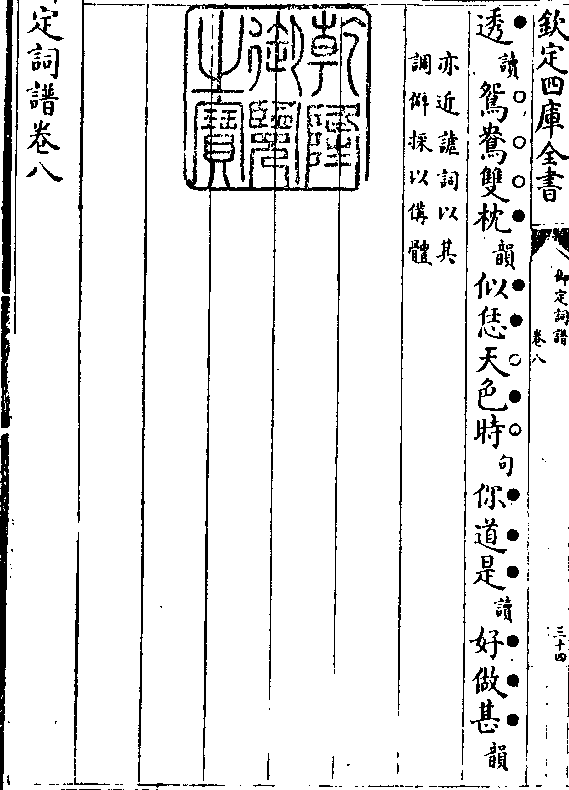 欽定四庫全書
御定詞譜
卷八
三十四
透讀鴛鴦雙枕韻似恁天色時句你道是讀好做甚韻
亦近謔詞以其
調僻採以備體
乾隆
御覽
之寶
定詞譜卷八